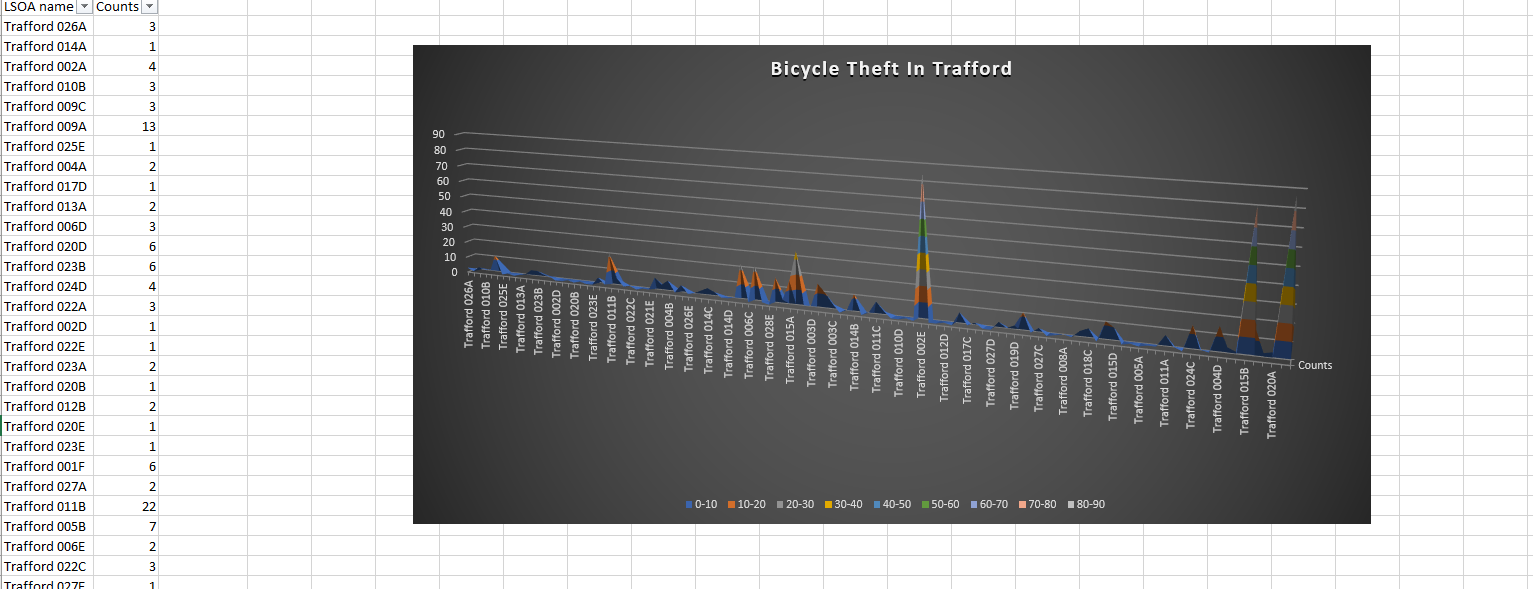 LSOA name Counts
Trafford 026A 3
Trafford 014A 1
Trafford 002A 4
Trafford 010B 3
Trafford 009C 3
Trafford 009A 13
Trafford 025E 1
Trafford 004A 2
Trafford 017D 1
Trafford 013A 2
Trafford 006D 3
Trafford 020D 6
Trafford 023B 6
Trafford 024D 4
Trafford 022A 3
Trafford 002D 1
Trafford 022E 1
Trafford 023A 2
Trafford 020B 1
Trafford 012B 2
Trafford 020E 1
Trafford 023E 1
Trafford 001F 6
Trafford 027A 2
Trafford 011B 22
Trafford 005B 7
Trafford 006E 2
Trafford 022C 3
Trafford 027F 1
Bicycle Theft In Trafford
90
80
70
60
50
40
30
20
10
0
Trafford 026A
Trafford 010B
Trafford 025E
Trafford 013A
Trafford 023B
Trafford 002D
Trafford 020B
Trafford 023E
Trafford 011B
Trafford 022C
Trafford 021E
Trafford 004B
Trafford 026E
Trafford 014C
Trafford 014D
Trafford 006C
Trafford 028E
Trafford 015A
Trafford 003D
Trafford 003C
Trafford 014B
Trafford 011C
Trafford 010D
Trafford 002E
Trafford 012D
Trafford 017C
Trafford 027D
Trafford 019D
Trafford 027C
Trafford 008A
Trafford 018C
Trafford 015D
Trafford 005A
Trafford 011A
Trafford 024C
Trafford 004D
Trafford 015B
Trafford 020A
Counts
0-10 10-20 20-30 30-40 40-50 50-60 60-70 70-80 80-90